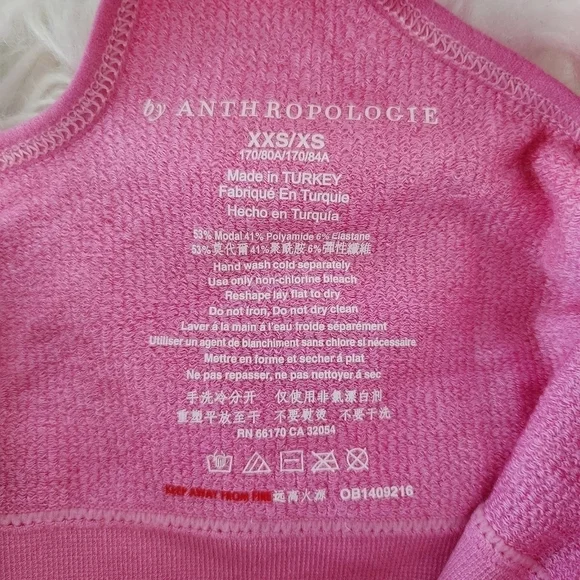 by ANTHROPOLOGIE
XXS/XS
170/80A/170/84A
Made in TURKEY
Fabriqué En Turquie
Hecho en Turquía
53% Modal 41% Polyamide 6% Elastane
53%莫代爾41%聚酰胺6%彈性纖維
Hand wash cold separately
Use only non-chlorine bleach
Reshape lay flat to dry
Do not iron, Do not dry clean
Laver á la main á l'eau froide séparément
Utiliser un agent de blanchiment sans chlore si nécessaire
Mettre en forme et secher á plat
Ne pas repasser, ne pas nettoyer á sec
手洗冷分开 仅使用非氯漂白剂
重塑平放至干 不要熨烫 不要干洗
RN 66170 CA 32054
KEEP AWAY FROM FIRE 远离火源 OB1409216